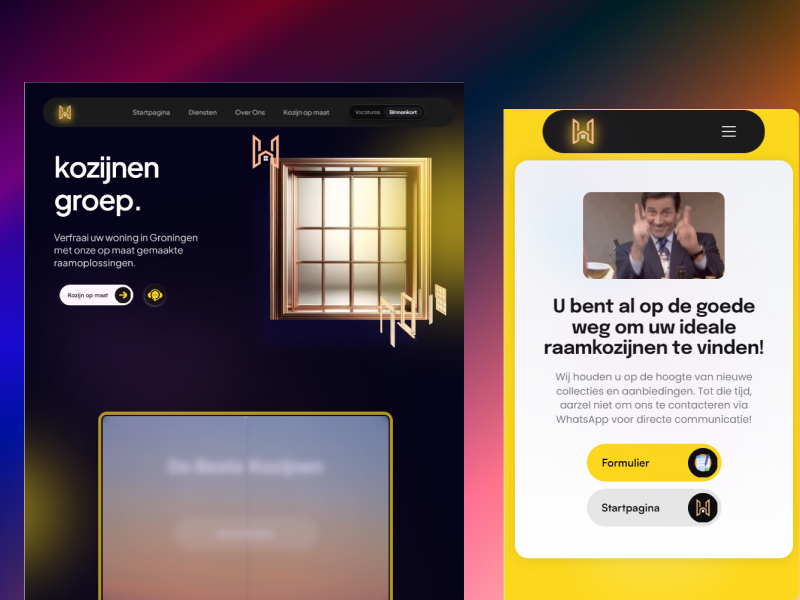 Startpagina Diensten Over Ons Kozijn op maat Vacatures Binnenkort
kozijnen
groep.
Verfraai uw woning in Groningen
met onze op maat gemaakte
raamoplossingen.
Kozijn op maat
De Beste Kozijnen
U bent al op de goede
weg om uw ideale
raamkozijnen te vinden!
Wij houden u op de hoogte van nieuwe
collecties en aanbiedingen. Tot die tijd,
aarzel niet om ons te contacteren via
WhatsApp voor directe communicatie!
Formulier
Startpagina